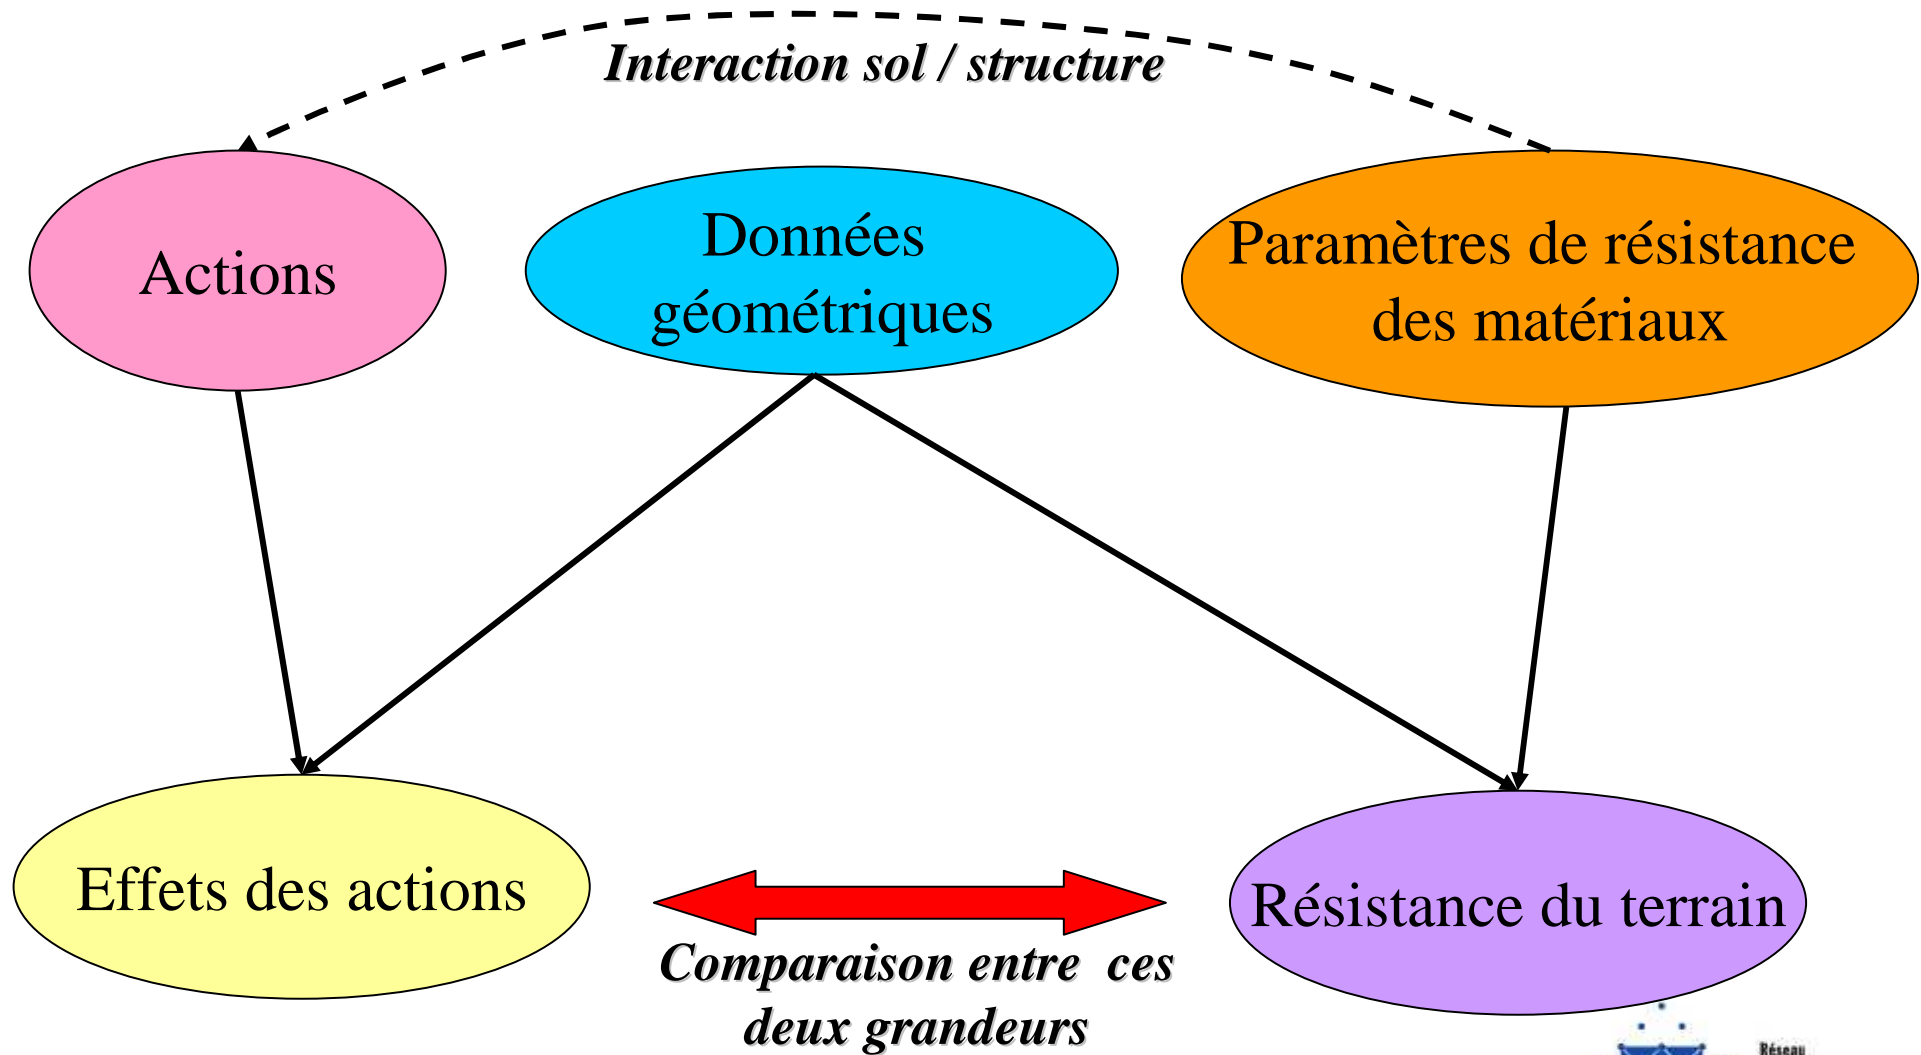 Interaction sol / structure
Actions
Données
géométriques
Paramètres de résistance
des matériaux
Effets des actions
Résistance du terrain
Comparaison entre  ces
deux grandeurs
Réseau